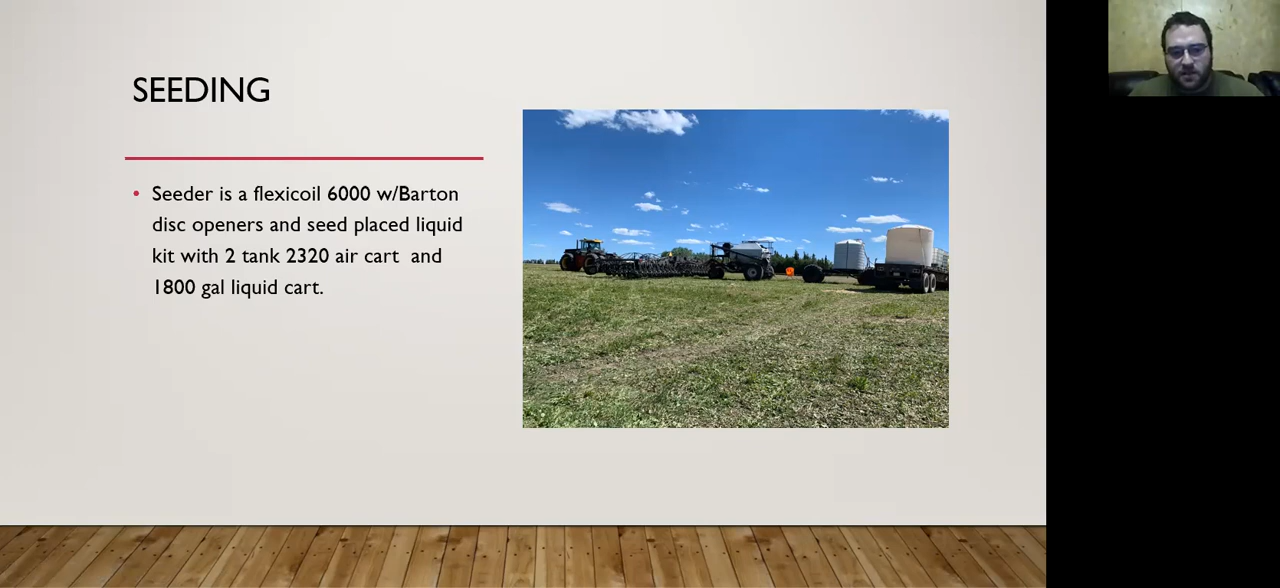 SEEDING
• Seeder is a flexicoil 6000 w/Barton
disc openers and seed placed liquid
kit with 2 tank 2320 air cart  and
1800 gal liquid cart.